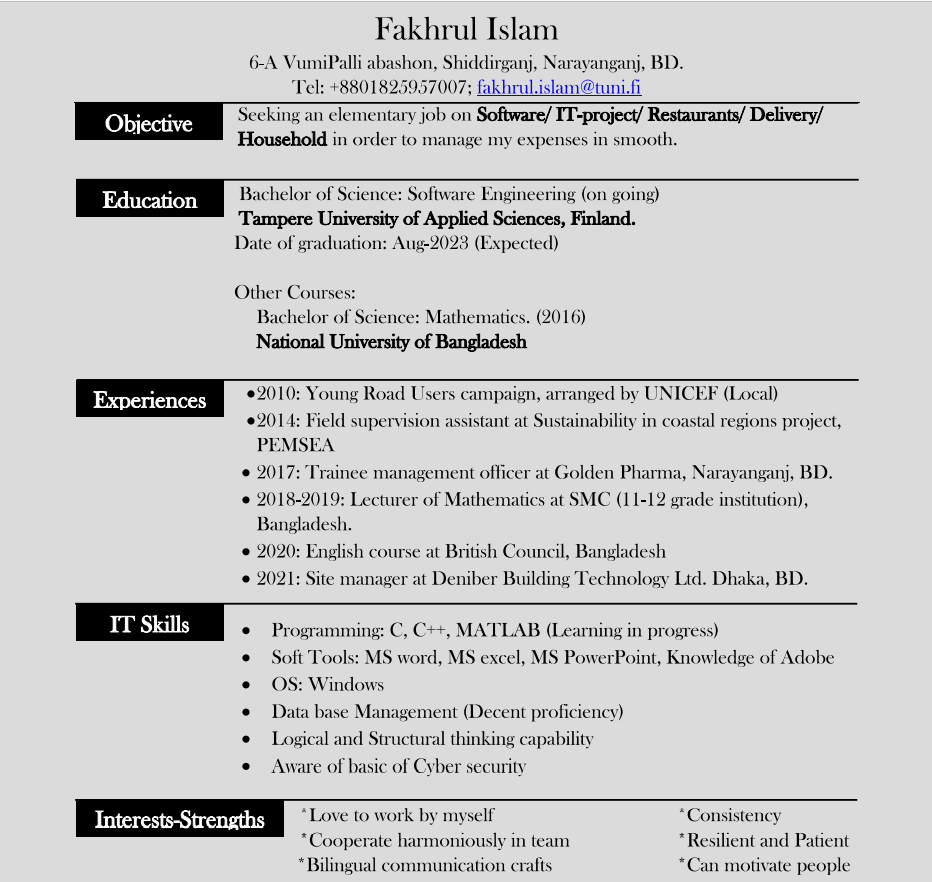 Fakhrul Islam
6-A VumiPalli abashon, Shiddirganj, Narayanganj, BD.
Tel: +8801825957007; fakhrul.islam@tuni.fi
Objective
Seeking an elementary job on Software/ IT-project/ Restaurants/ Delivery/
Household in order to manage my expenses in smooth.
Education
Bachelor of Science: Software Engineering (on going)
Tampere University of Applied Sciences, Finland.
Date of graduation: Aug-2023 (Expected)
Other Courses:
Bachelor of Science: Mathematics. (2016)
National University of Bangladesh
Experiences
•2010: Young Road Users campaign, arranged by UNICEF (Local)
•2014: Field supervision assistant at Sustainability in coastal regions project,
PEMSEA
• 2017: Trainee management officer at Golden Pharma, Narayanganj, BD.
• 2018-2019: Lecturer of Mathematics at SMC (11-12 grade institution),
Bangladesh.
• 2020: English course at British Council, Bangladesh
• 2021: Site manager at Deniber Building Technology Ltd. Dhaka, BD.
IT Skills
• Programming: C, C++, MATLAB (Learning in progress)
• Soft Tools: MS word, MS excel, MS PowerPoint, Knowledge of Adobe
• OS: Windows
• Data base Management (Decent proficiency)
• Logical and Structural thinking capability
• Aware of basic of Cyber security
Interests-Strengths
*Love to work by myself *Consistency
*Cooperate harmoniously in team *Resilient and Patient
*Bilingual communication crafts *Can motivate people